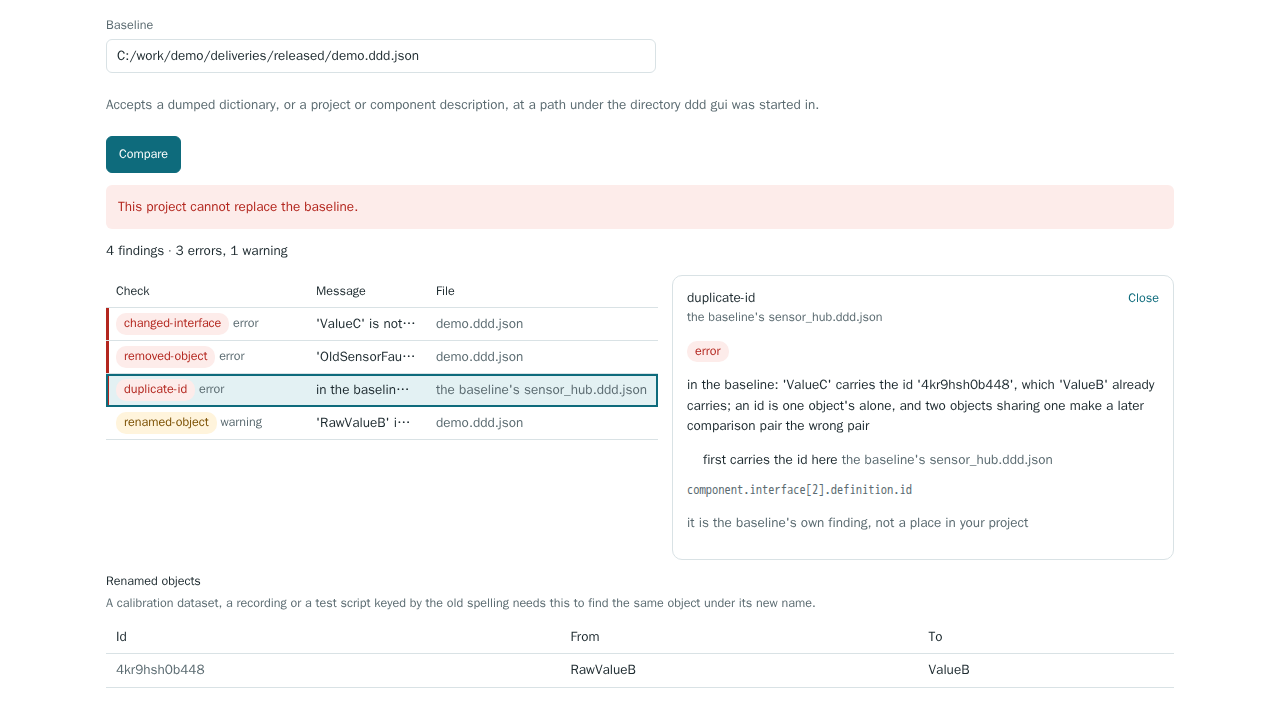 Baseline
C:/work/demo/deliveries/released/demo.ddd.json
Accepts a dumped dictionary, or a project or component description, at a path under the directory ddd gui was started in.
Compare
This project cannot replace the baseline.
4 findings · 3 errors, 1 warning
Check Message File
changed-interface error 'ValueC' is not··· demo.ddd.json
removed-object error 'OldSensorFau··· demo.ddd.json
duplicate-id error in the baselin··· the baseline's sensor_hub.ddd.json
renamed-object warning 'RawValueB' i··· demo.ddd.json
duplicate-id Close
the baseline's sensor_hub.ddd.json
error
in the baseline: 'ValueC' carries the id '4kr9hsh0b448', which 'ValueB' already
carries; an id is one object's alone, and two objects sharing one make a later
comparison pair the wrong pair
first carries the id here the baseline's sensor_hub.ddd.json
component.interface[2].definition.id
it is the baseline's own finding, not a place in your project
Renamed objects
A calibration dataset, a recording or a test script keyed by the old spelling needs this to find the same object under its new name.
Id From To
4kr9hsh0b448 RawValueB ValueB